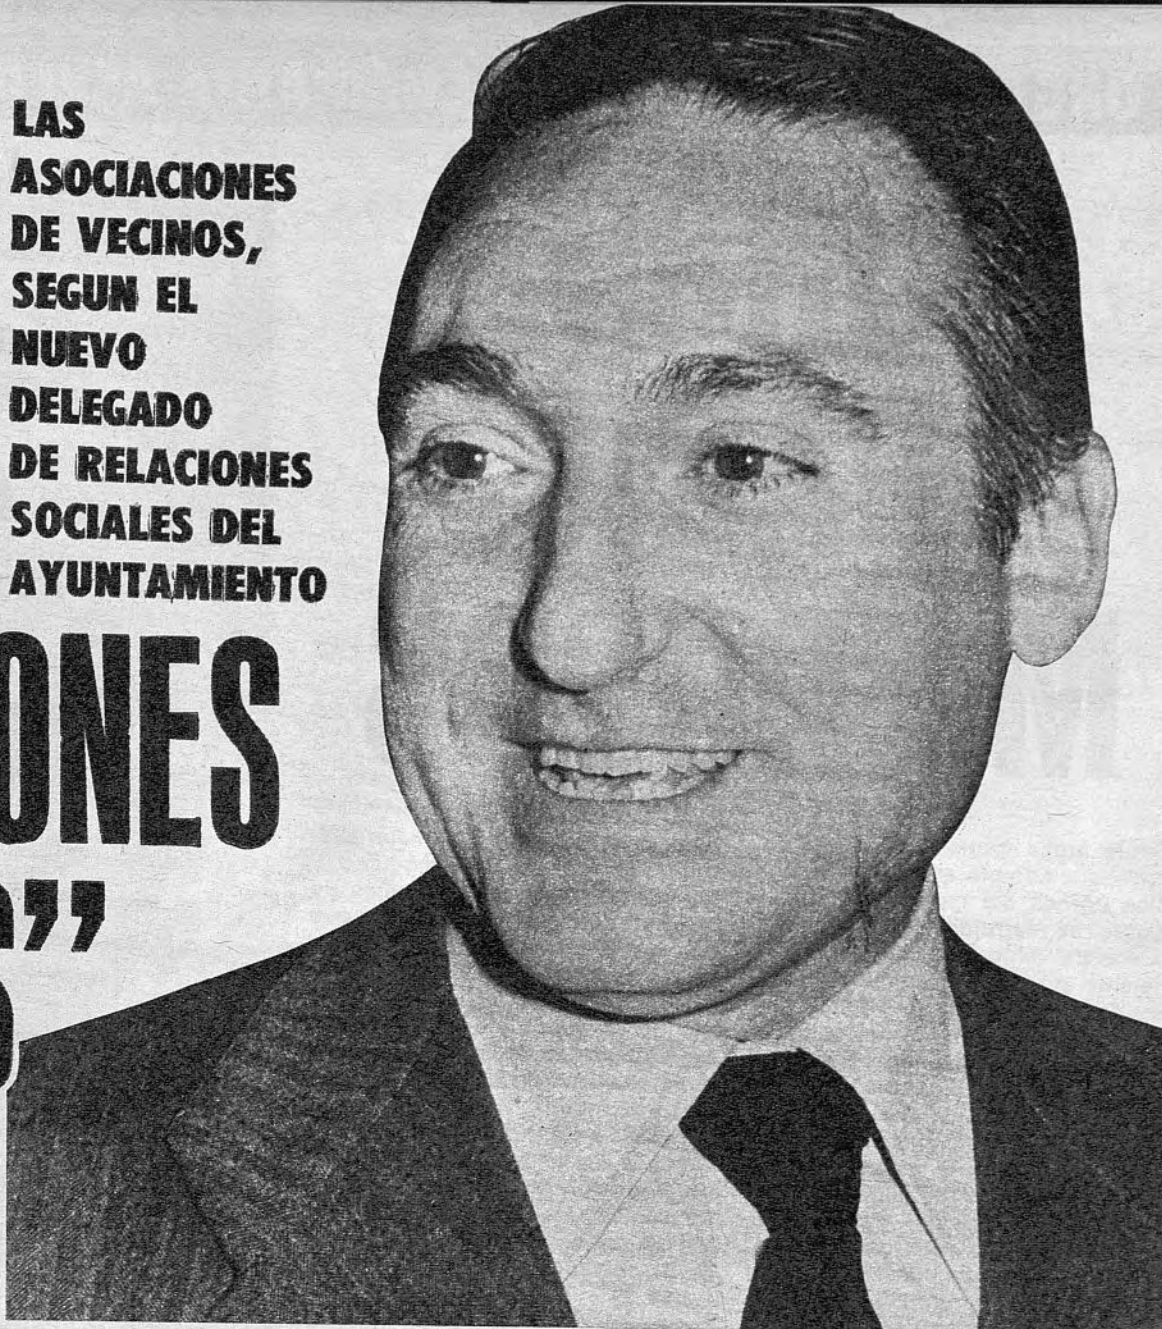 LAS
ASOCIACIONES
DE VECINOS,
SEGUN EL
NUEVO
DELEGADO
DE RELACIONES
SOCIALES DEL
AYUNTAMIENTO
ONES